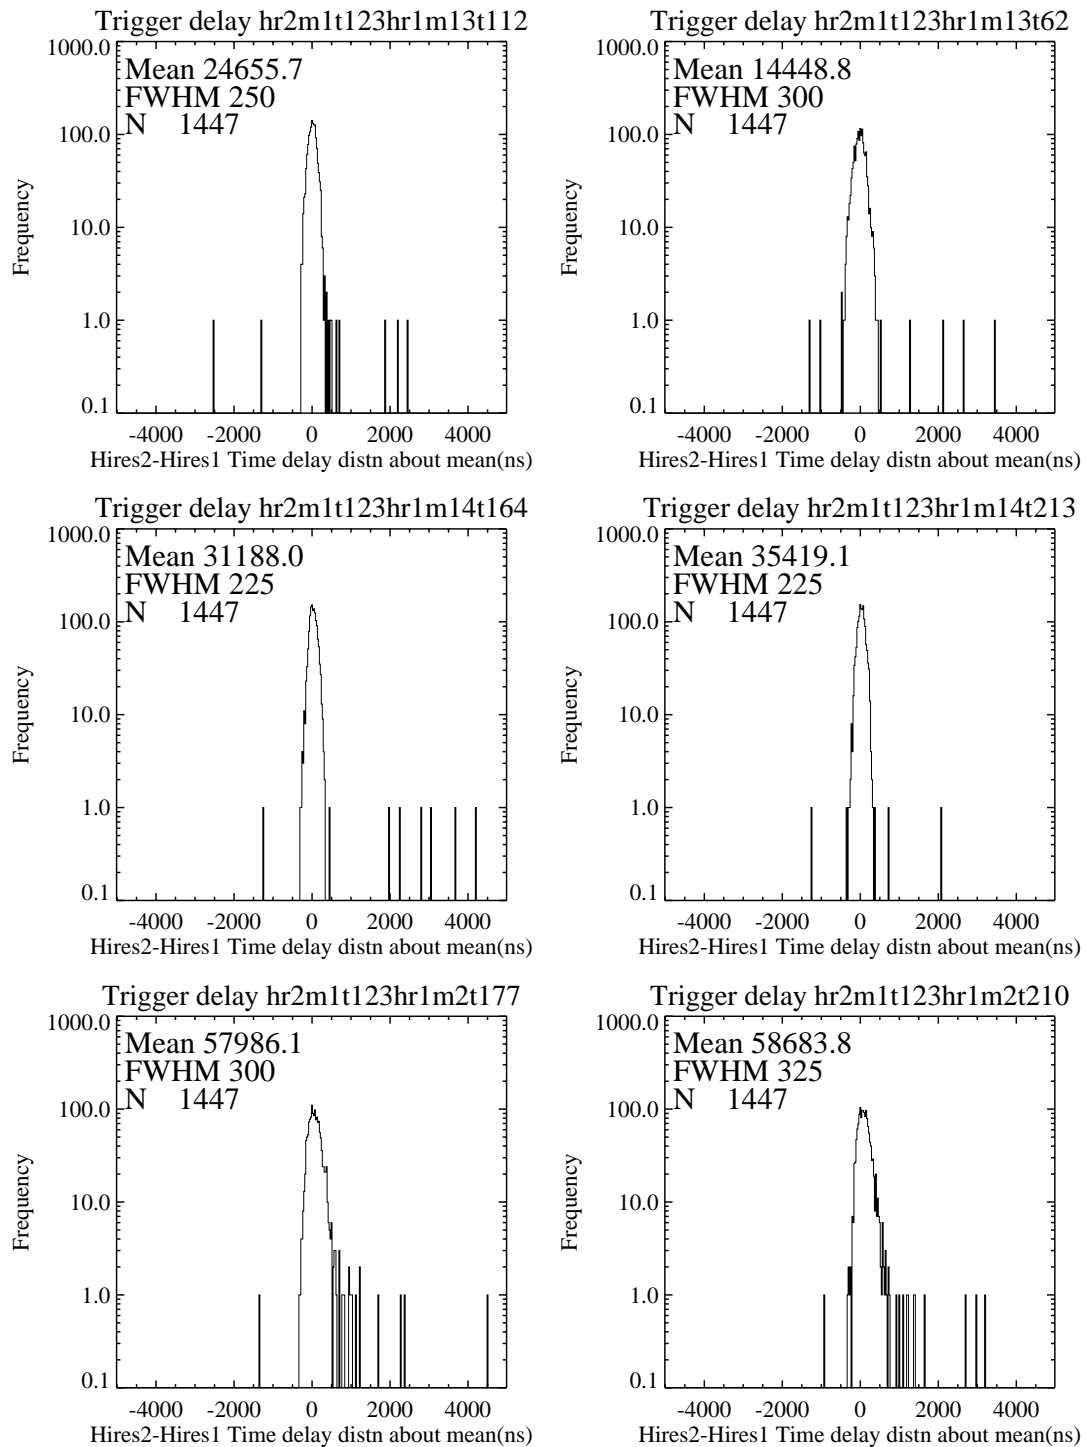 Trigger delay hr2m1t123hr1m13t112
1000.0
100.0
10.0
1.0
0.1
Frequency
Mean 24655.7
FWHM 250
N 1447
-4000 -2000 0 2000 4000
Hires2-Hires1 Time delay distn about mean(ns)
Trigger delay hr2m1t123hr1m13t62
1000.0
100.0
10.0
1.0
0.1
Frequency
Mean 14448.8
FWHM 300
N 1447
-4000 -2000 0 2000 4000
Hires2-Hires1 Time delay distn about mean(ns)
Trigger delay hr2m1t123hr1m14t164
1000.0
100.0
10.0
1.0
0.1
Frequency
Mean 31188.0
FWHM 225
N 1447
-4000 -2000 0 2000 4000
Hires2-Hires1 Time delay distn about mean(ns)
Trigger delay hr2m1t123hr1m14t213
1000.0
100.0
10.0
1.0
0.1
Frequency
Mean 35419.1
FWHM 225
N 1447
-4000 -2000 0 2000 4000
Hires2-Hires1 Time delay distn about mean(ns)
Trigger delay hr2m1t123hr1m2t177
1000.0
100.0
10.0
1.0
0.1
Frequency
Mean 57986.1
FWHM 300
N 1447
-4000 -2000 0 2000 4000
Hires2-Hires1 Time delay distn about mean(ns)
Trigger delay hr2m1t123hr1m2t210
1000.0
100.0
10.0
1.0
0.1
Frequency
Mean 58683.8
FWHM 325
N 1447
-4000 -2000 0 2000 4000
Hires2-Hires1 Time delay distn about mean(ns)